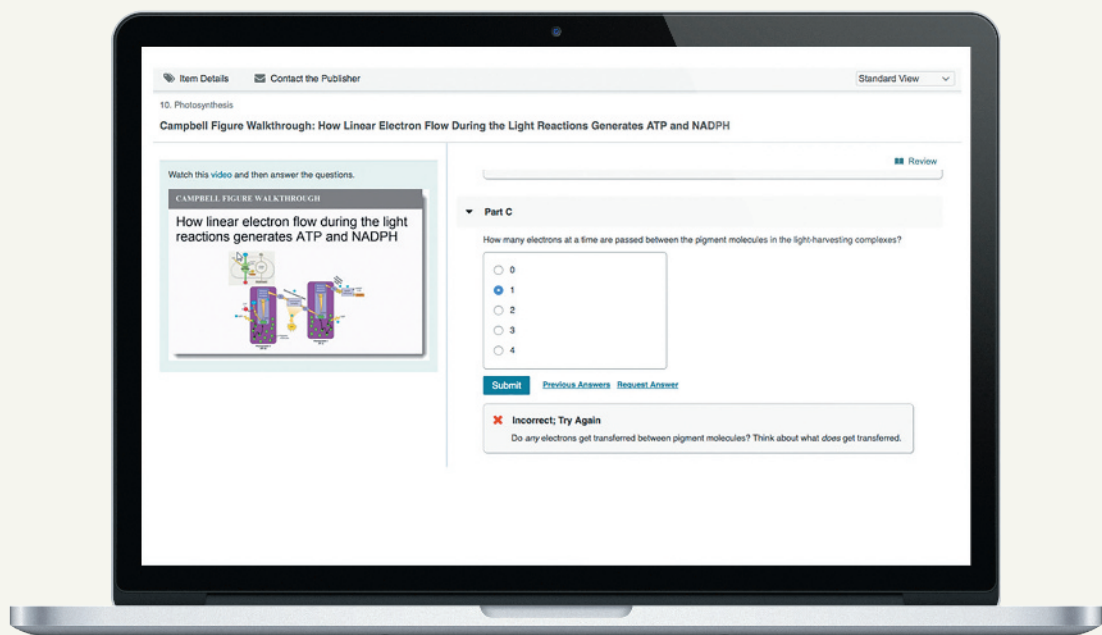 Item Details
Contact the Publisher
Standard View
10. Photosynthesis
Campbell Figure Walkthrough: How Linear Electron Flow During the Light Reactions Generates ATP and NADPH
Review
Watch this video and then answer the questions.
CAMPBELL FIGURE WALKTHROUGH
How linear electron flow during the light
reactions generates ATP and NADPH
Part C
How many electrons at a time are passed between the pigment molecules in the light-harvesting complexes?
0
1
2
3
4
Submit
Previous Answers
Request Answer
Incorrect; Try Again
Do any electrons get transferred between pigment molecules? Think about what does get transferred.